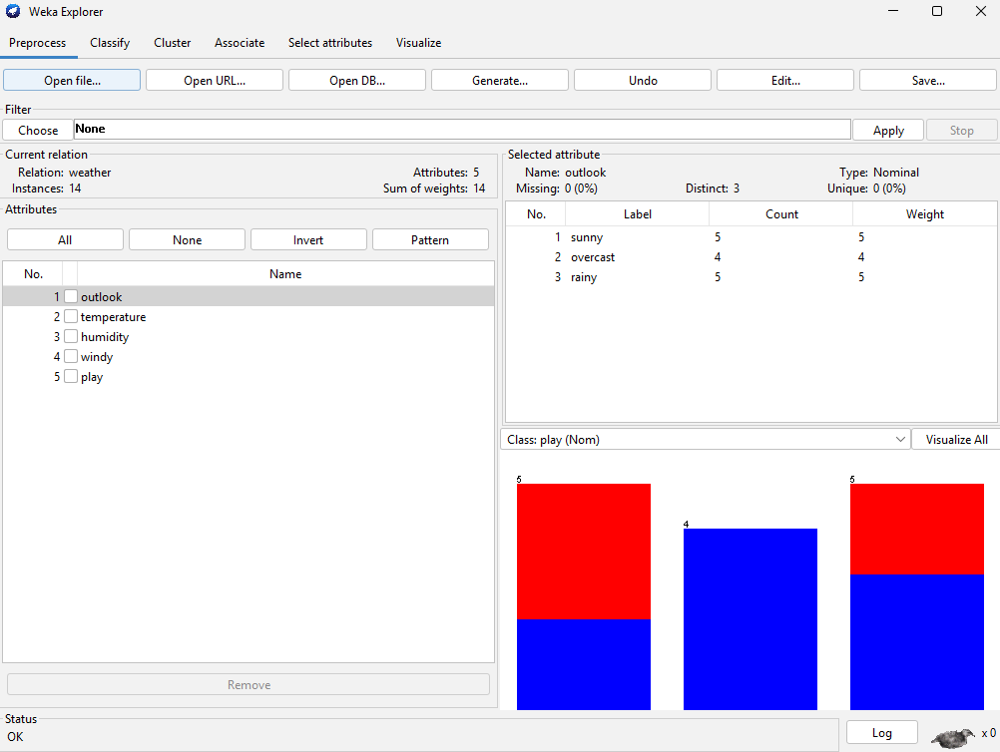 Weka Explorer
Preprocess Classify Cluster Associate Select attributes Visualize
Open file... Open URL... Open DB... Generate... Undo Edit... Save...
Filter
Choose None Apply Stop
Current relation
Relation: weather Attributes: 5
Instances: 14 Sum of weights: 14
Attributes
All None Invert Pattern
No. Name
1 outlook
2 temperature
3 humidity
4 windy
5 play
Remove
Selected attribute
Name: outlook Type: Nominal
Missing: 0 (0%) Distinct: 3 Unique: 0 (0%)
No. Label Count Weight
1 sunny 5 5
2 overcast 4 4
3 rainy 5 5
Class: play (Nom) Visualize All
5 4 5
Status
OK
Log x 0